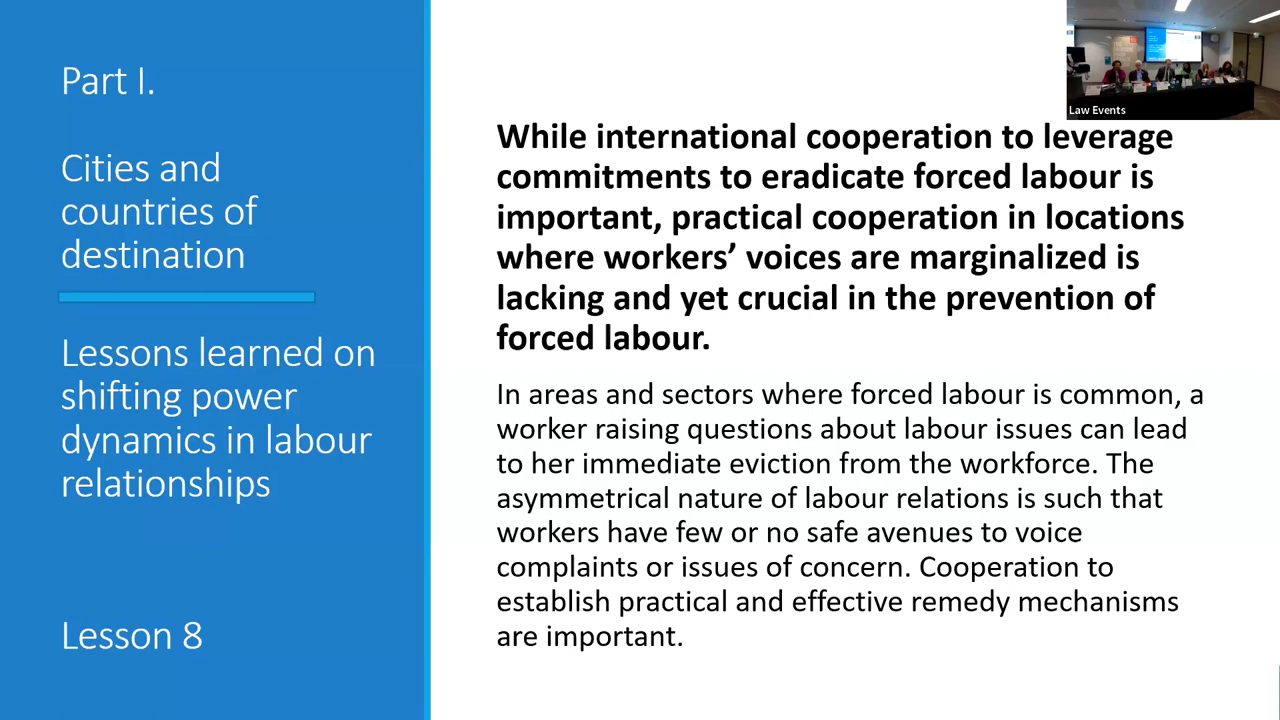 Part I.
Cities and
countries of
destination
Lessons learned on
shifting power
dynamics in labour
relationships
Lesson 8
Law Events
While international cooperation to leverage
commitments to eradicate forced labour is
important, practical cooperation in locations
where workers’ voices are marginalized is
lacking and yet crucial in the prevention of
forced labour.
In areas and sectors where forced labour is common, a
worker raising questions about labour issues can lead
to her immediate eviction from the workforce. The
asymmetrical nature of labour relations is such that
workers have few or no safe avenues to voice
complaints or issues of concern. Cooperation to
establish practical and effective remedy mechanisms
are important.